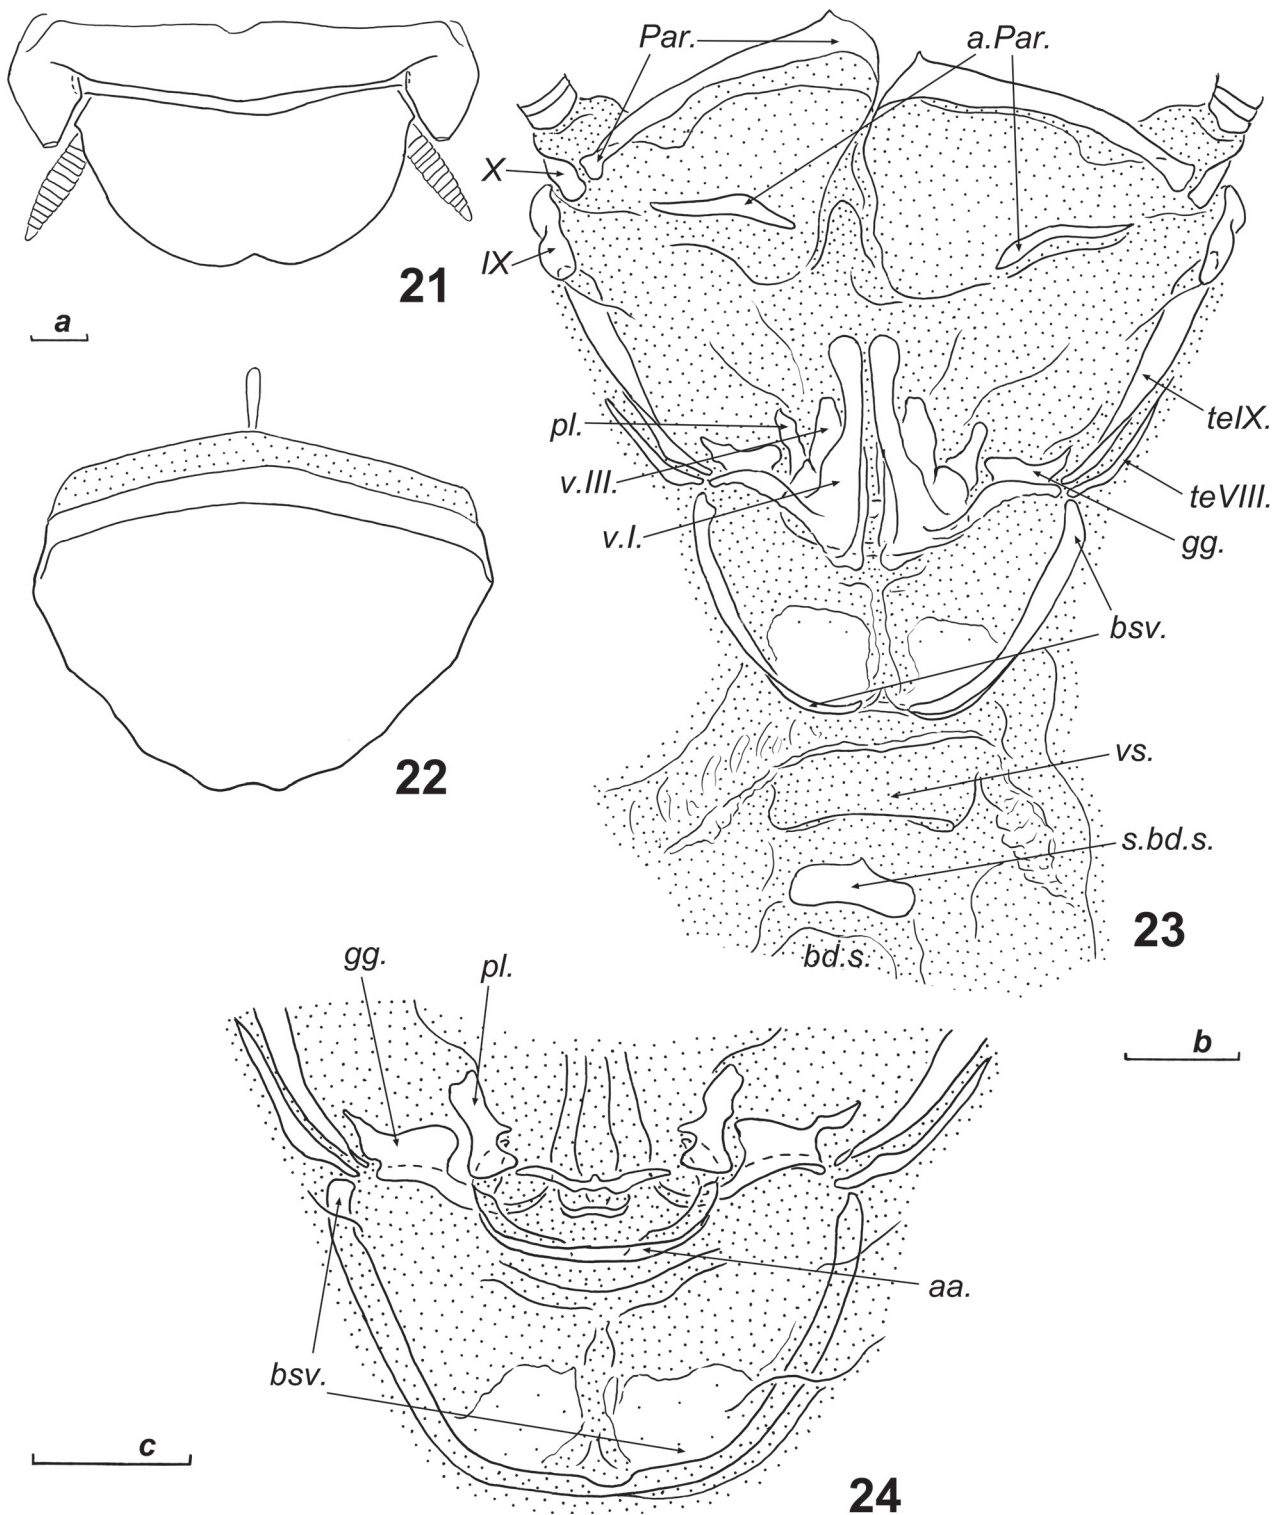 21
a
22
Par.
a.Par.
X
IX
pl.
v.III.
v.I.
teIX.
teVIII.
gg.
bsv.
vs.
s.bd.s.
bd.s.
23
b
gg.
pl.
aa.
bsv.
c
24